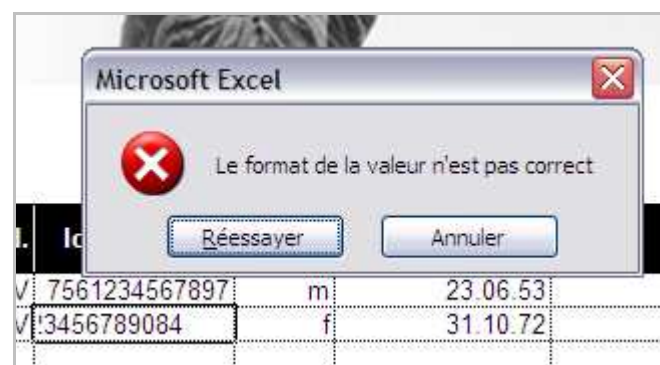 Microsoft Excel
Le format de la valeur n'est pas correct
Réessayer Annuler
7561234567897 m 23.06.53
3456789084 f 31.10.72